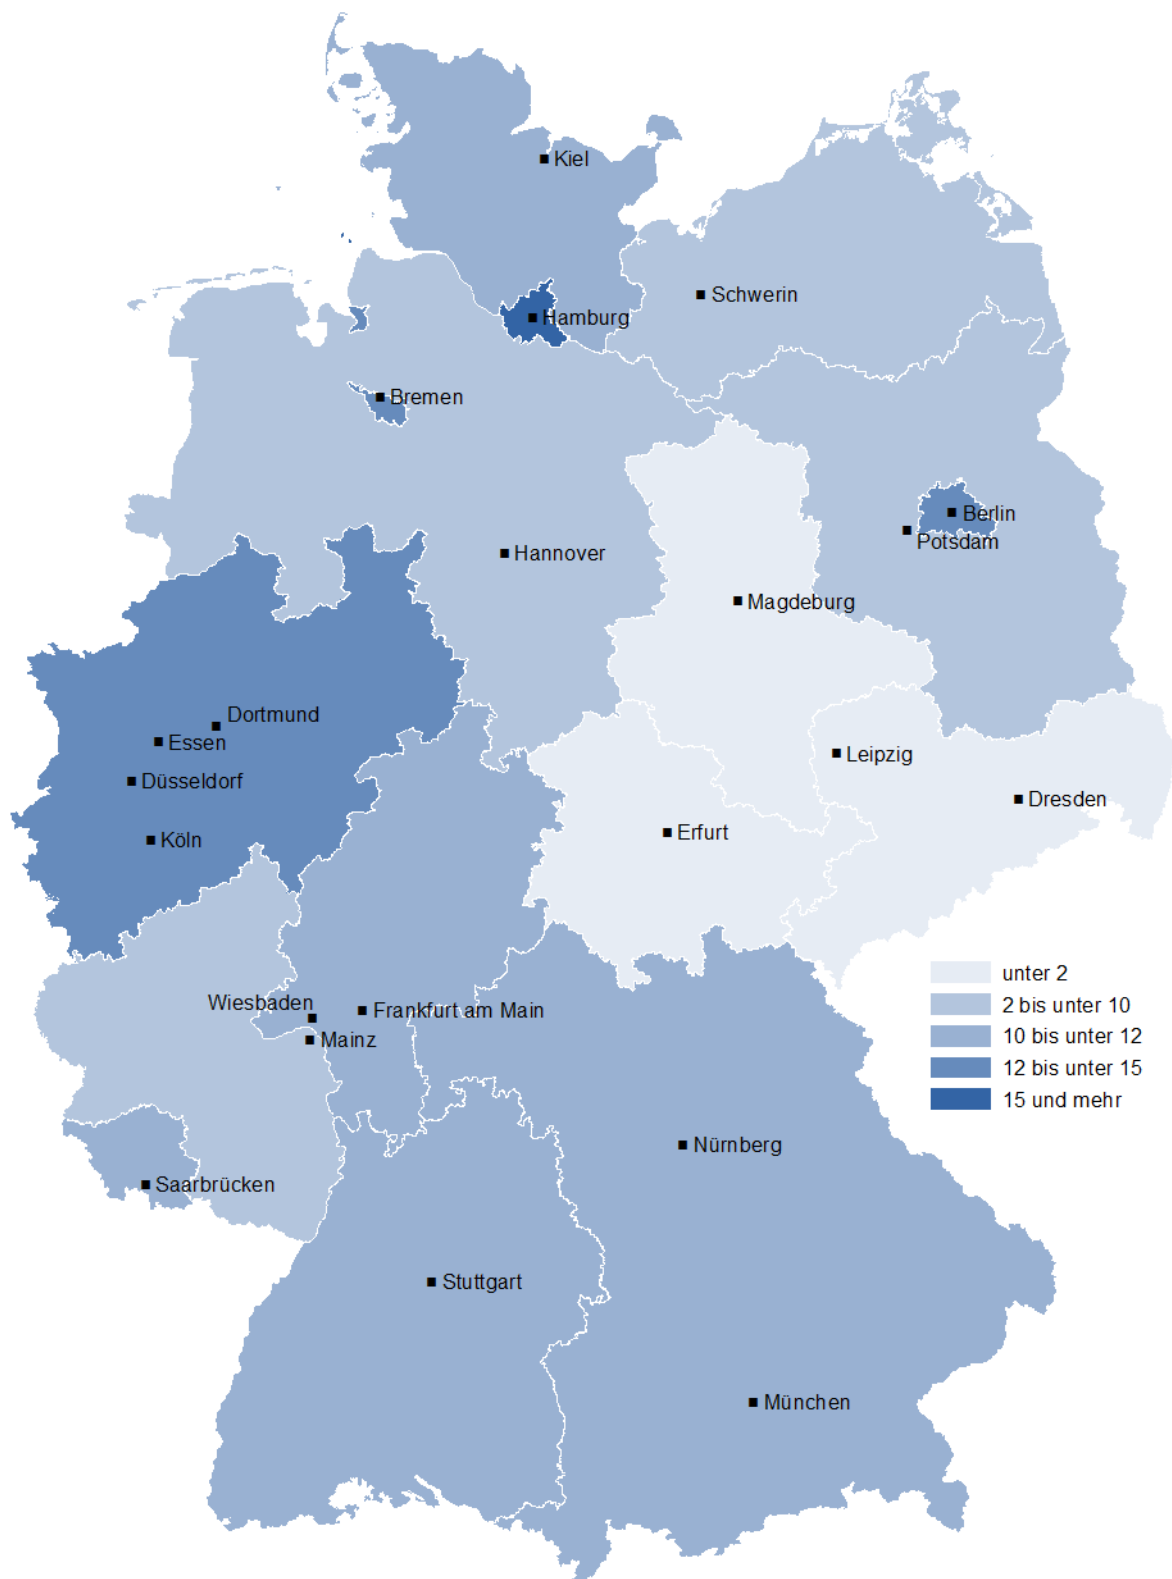 Kiel
Schwerin
Hamburg
Bremen
Berlin
Potsdam
Hannover
Magdeburg
Dortmund
Essen
Leipzig
Düsseldorf
Dresden
Erfurt
Köln
unter 2
2 bis unter 10
10 bis unter 12
12 bis unter 15
15 und mehr
Wiesbaden
Frankfurt am Main
Mainz
Nürnberg
Saarbrücken
Stuttgart
München